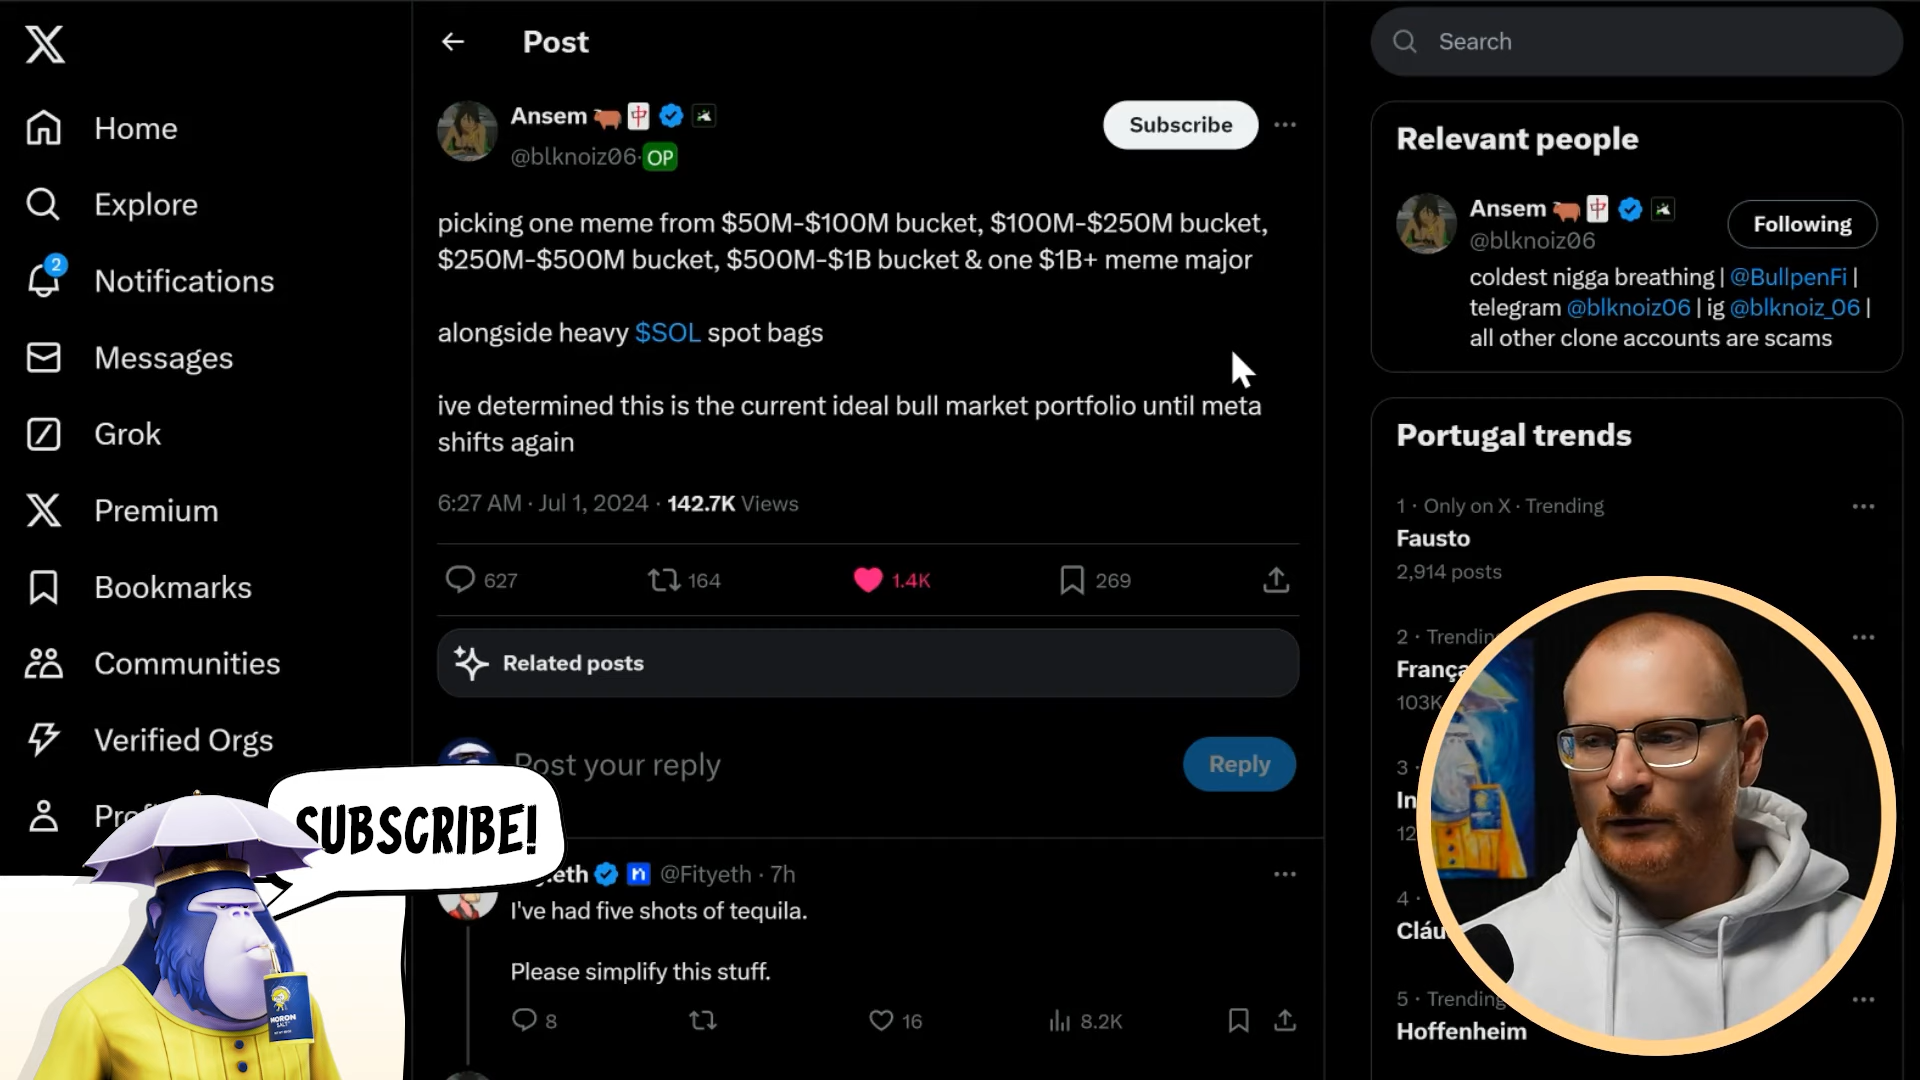 Home
Explore
2
Notifications
Messages
Grok
Premium
Bookmarks
Communities
Verified Orgs
SUBSCRIBE!
MORON
SALT
Post
Ansem 中
@blknoiz06· OP
Subscribe
picking one meme from $50M-$100M bucket, $100M-$250M bucket,
$250M-$500M bucket, $500M-$1B bucket & one $1B+ meme major
alongside heavy $SOL spot bags
ive determined this is the current ideal bull market portfolio until meta
shifts again
6:27 AM · Jul 1, 2024 · 142.7K Views
627 164 1.4K 269
Related posts
Post your reply
Reply
.eth @Fityeth · 7h
I've had five shots of tequila.
Please simplify this stuff.
8 16 8.2K
Search
Relevant people
Ansem 中
@blknoiz06
Following
coldest nigga breathing | @BullpenFi |
telegram @blknoiz06 | ig @blknoiz_06 |
all other clone accounts are scams
Portugal trends
1 · Only on X · Trending
Fausto
2,914 posts
2 · Trending
França
103K
3 ·
In
12
4 ·
Cláu
5 · Trending
Hoffenheim